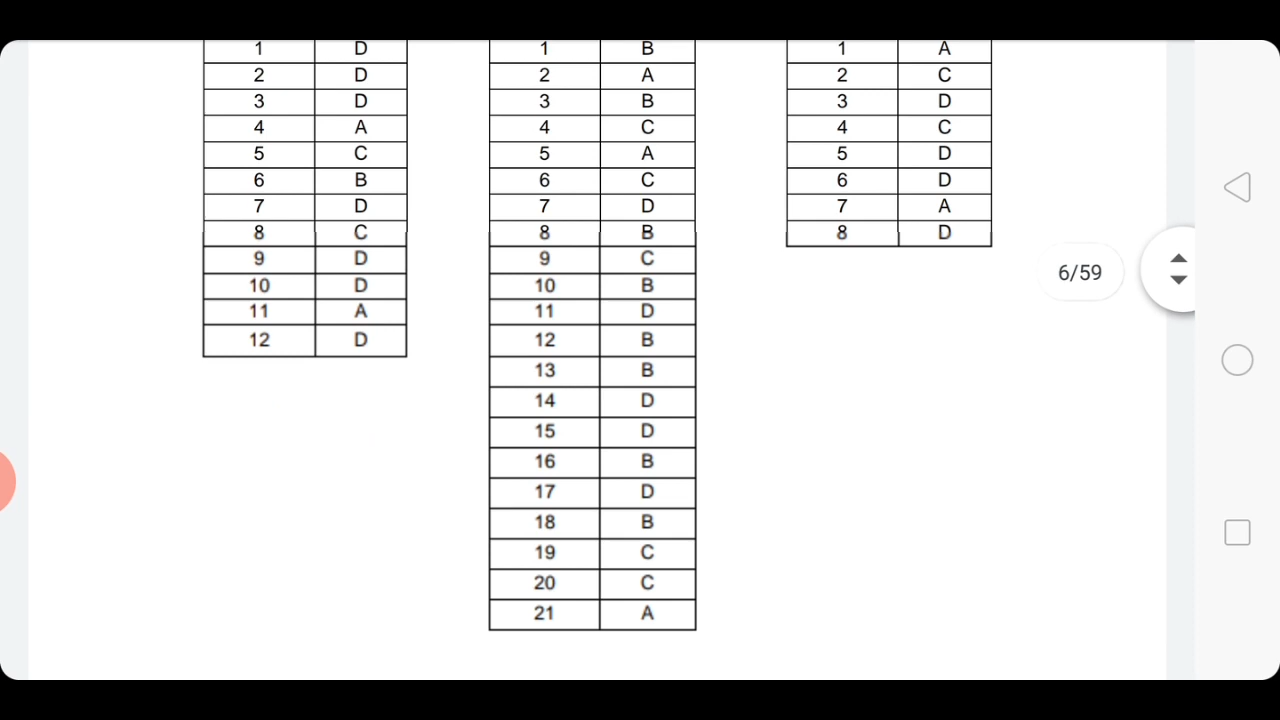 1 D 1 B 1 A
2 D 2 A 2 C
3 D 3 B 3 D
4 A 4 C 4 C
5 C 5 A 5 D
6 B 6 C 6 D
7 D 7 D 7 A
8 C 8 B 8 D
9 D 9 C
6/59
10 D 10 B
11 A 11 D
12 D 12 B
13 B
14 D
15 D
16 B
17 D
18 B
19 C
20 C
21 A